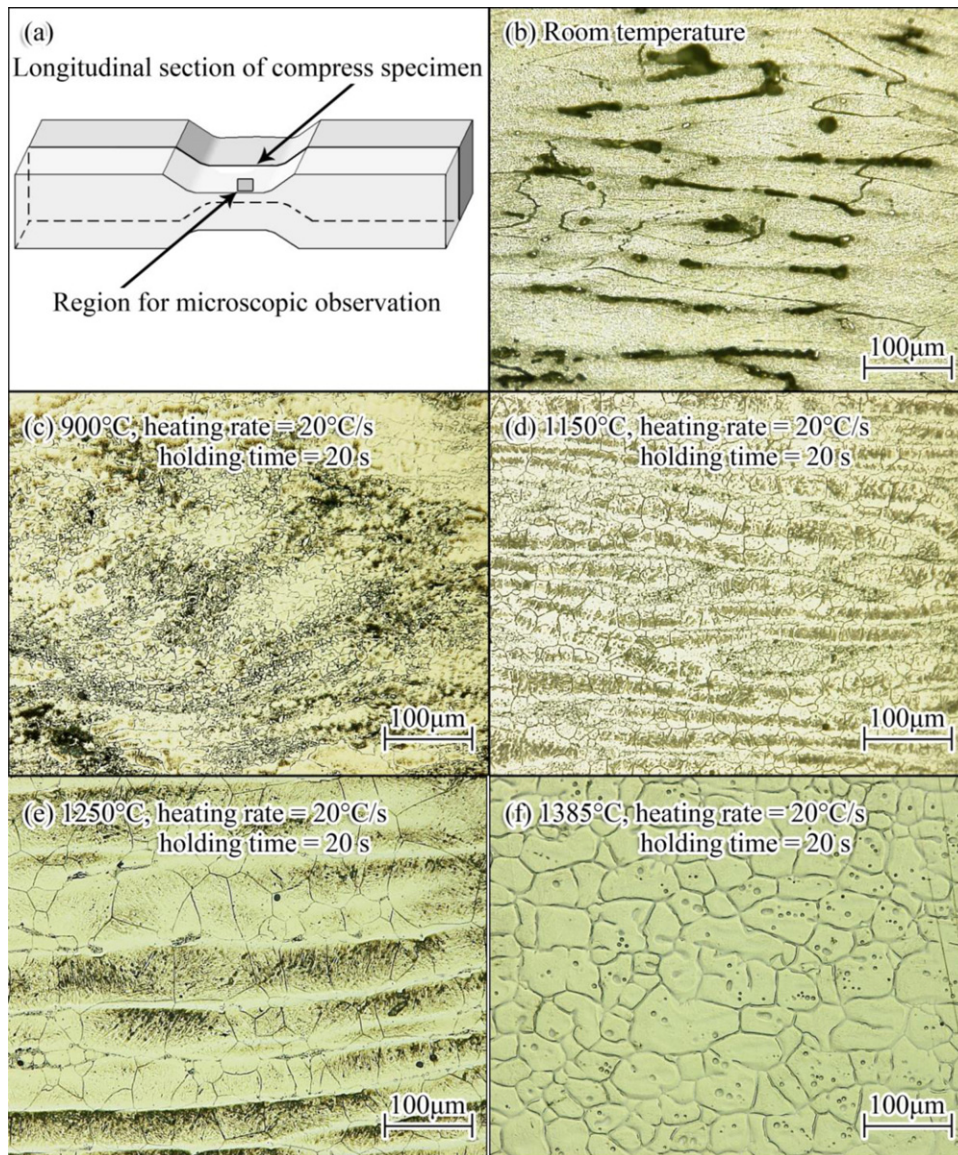 (a)
Longitudinal section of compress specimen
Region for microscopic observation
(b) Room temperature
100μm
(c) 900°C, heating rate = 20°C/s
holding time = 20 s
100μm
(d) 1150°C, heating rate = 20°C/s
holding time = 20 s
100μm
(e) 1250°C, heating rate = 20°C/s
holding time = 20 s
100μm
(f) 1385°C, heating rate = 20°C/s
holding time = 20 s
100μm